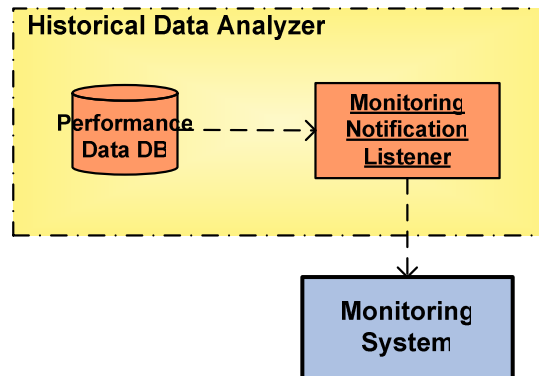 Historical Data Analyzer
Performance
Data DB
Monitoring
Notification
Listener
Monitoring
System